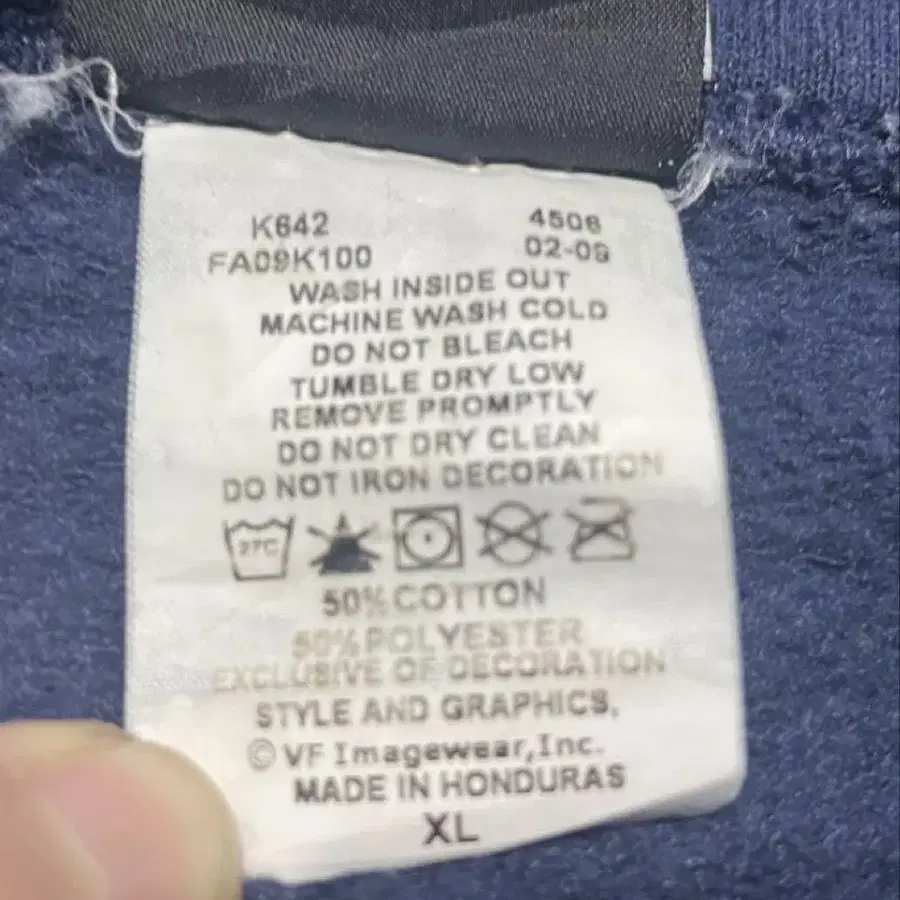 K642 4506
FA09K100 02-09
WASH INSIDE OUT
MACHINE WASH COLD
DO NOT BLEACH
TUMBLE DRY LOW
REMOVE PROMPTLY
DO NOT DRY CLEAN
DO NOT IRON DECORATION
27C
50% COTTON
50% POLYESTER
EXCLUSIVE OF DECORATION
STYLE AND GRAPHICS,
© VF Imagewear, Inc.
MADE IN HONDURAS
XL